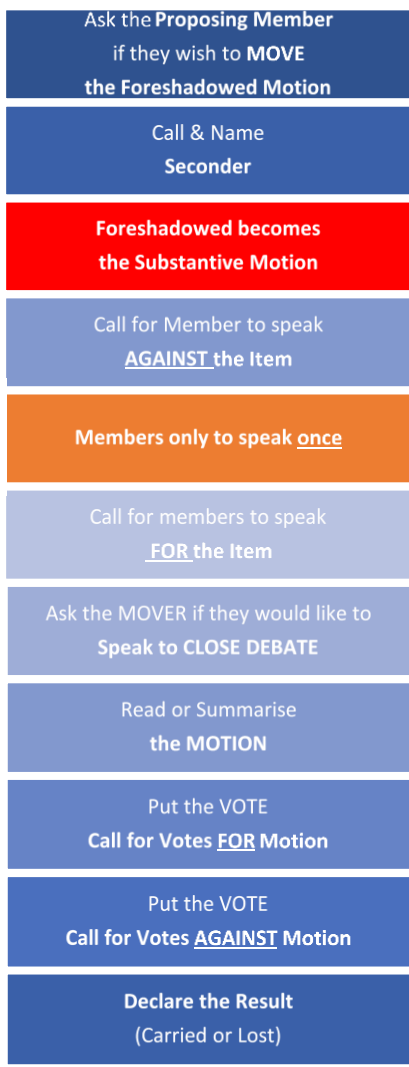 Ask the Proposing Member
if they wish to MOVE
the Foreshadowed Motion
Call & Name
Seconder
Foreshadowed becomes
the Substantive Motion
Call for Member to speak
AGAINST the Item
Members only to speak once
Call for members to speak
FOR the Item
Ask the MOVER if they would like to
Speak to CLOSE DEBATE
Read or Summarise
the MOTION
Put the VOTE
Call for Votes FOR Motion
Put the VOTE
Call for Votes AGAINST Motion
Declare the Result
(Carried or Lost)